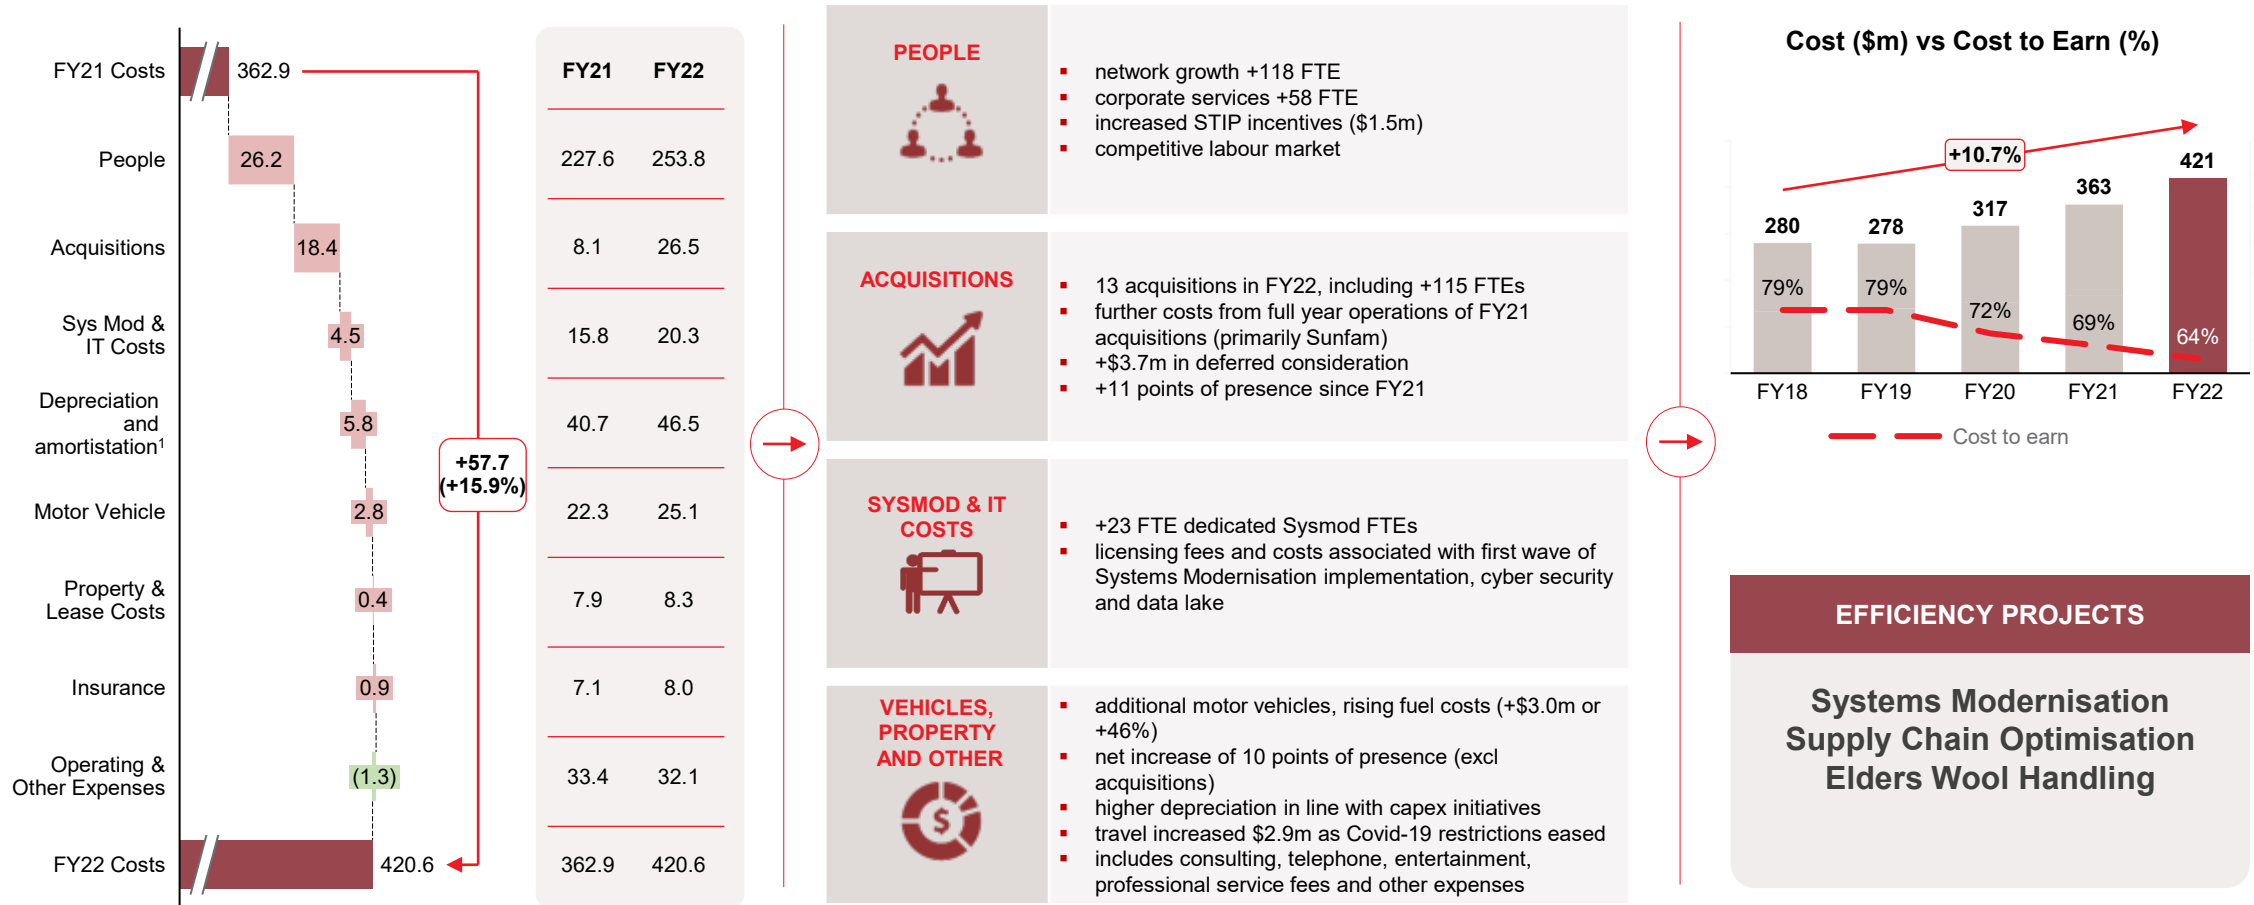 FY21 Costs
362.9
People
26.2
Acquisitions
18.4
Sys Mod &
IT Costs
4.5
Depreciation
and
amortistation¹
5.8
Motor Vehicle
2.8
Property &
Lease Costs
0.4
Insurance
0.9
Operating &
Other Expenses
(1.3)
FY22 Costs
420.6
+57.7
(+15.9%)
FY21 FY22
227.6 253.8
8.1 26.5
15.8 20.3
40.7 46.5
22.3 25.1
7.9 8.3
7.1 8.0
33.4 32.1
362.9 420.6
PEOPLE
▪ network growth +118 FTE
▪ corporate services +58 FTE
▪ increased STIP incentives ($1.5m)
▪ competitive labour market
ACQUISITIONS
▪ 13 acquisitions in FY22, including +115 FTEs
▪ further costs from full year operations of FY21
acquisitions (primarily Sunfam)
▪ +$3.7m in deferred consideration
▪ +11 points of presence since FY21
SYSMOD & IT
COSTS
▪ +23 FTE dedicated Sysmod FTEs
▪ licensing fees and costs associated with first wave of
Systems Modernisation implementation, cyber security
and data lake
VEHICLES,
PROPERTY
AND OTHER
$
▪ additional motor vehicles, rising fuel costs (+$3.0m or
+46%)
▪ net increase of 10 points of presence (excl
acquisitions)
▪ higher depreciation in line with capex initiatives
▪ travel increased $2.9m as Covid-19 restrictions eased
▪ includes consulting, telephone, entertainment,
professional service fees and other expenses
Cost ($m) vs Cost to Earn (%)
+10.7%
280 278 317 363 421
79% 79% 72% 69% 64%
FY18 FY19 FY20 FY21 FY22
Cost to earn
EFFICIENCY PROJECTS
Systems Modernisation
Supply Chain Optimisation
Elders Wool Handling